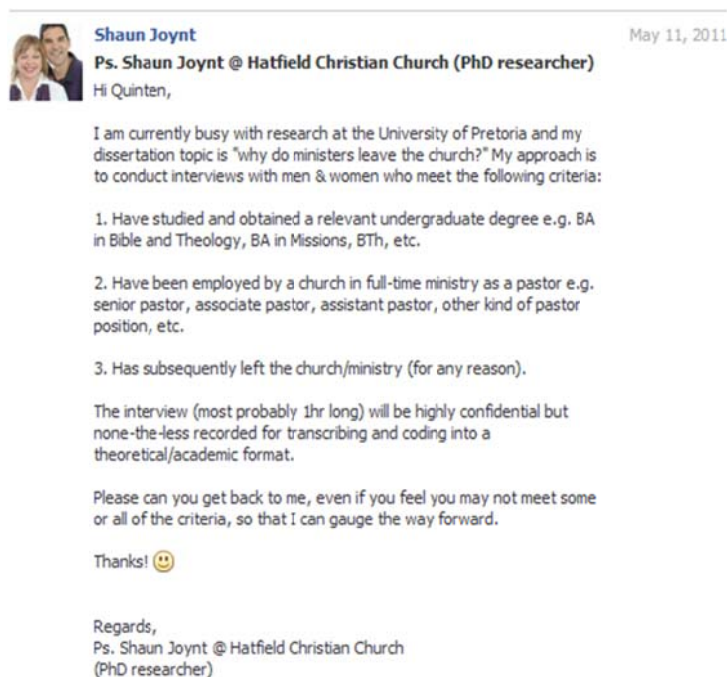 Shaun Joynt May 11, 2011
Ps. Shaun Joynt @ Hatfield Christian Church (PhD researcher)
Hi Quinten,
I am currently busy with research at the University of Pretoria and my
dissertation topic is "why do ministers leave the church?" My approach is
to conduct interviews with men & women who meet the following criteria:
1. Have studied and obtained a relevant undergraduate degree e.g. BA
in Bible and Theology, BA in Missions, BTh, etc.
2. Have been employed by a church in full-time ministry as a pastor e.g.
senior pastor, associate pastor, assistant pastor, other kind of pastor
position, etc.
3. Has subsequently left the church/ministry (for any reason).
The interview (most probably 1hr long) will be highly confidential but
none-the-less recorded for transcribing and coding into a
theoretical/academic format.
Please can you get back to me, even if you feel you may not meet some
or all of the criteria, so that I can gauge the way forward.
Thanks!
Regards,
Ps. Shaun Joynt @ Hatfield Christian Church
(PhD researcher)